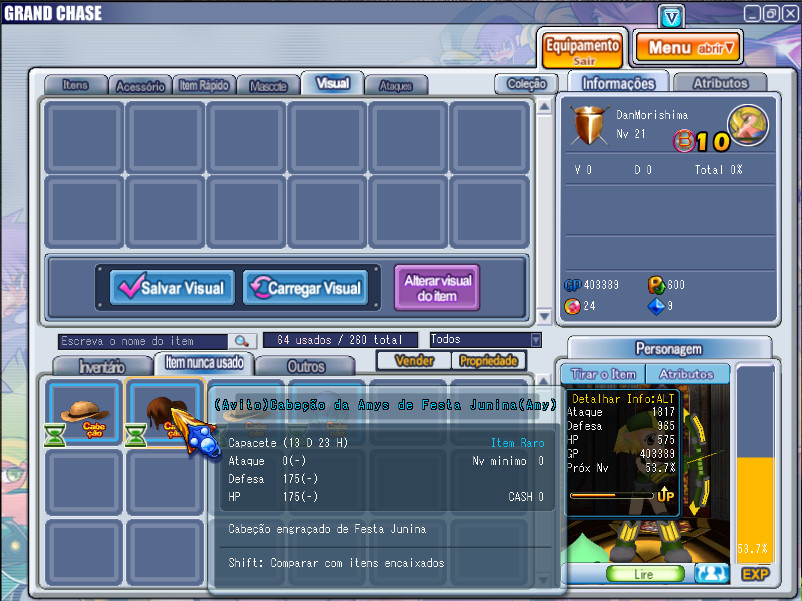 GRAND CHASE
V
Equipamento
Sair
Menu abrir
Itens
Acessório
Item Rápido
Mascote
Visual
Ataques
Coleção
Informações
Atributos
DanMorishima
Nv 21
B 10
V 0 D 0 Total 0%
Salvar Visual
Carregar Visual
Alterar visual
do item
GP 403389
600
24
9
Escreva o nome do item
64 usados / 260 total
Todos
Inventário
Item nunca usado
Outros
Vender
Propriedade
Personagem
Tirar o Item
Atributos
Cabe
ção
(Avito)Cabeção da Amys de Festa Junina(Amy)
Capacete (13 D 23 H)
Item Raro
Ataque 0(-)
Nv minimo 0
Defesa 175(-)
HP 175(-)
CASH 0
Cabeção engraçado de Festa Junina
Shift: Comparar com itens encaixados
Detalhar Info:ALT
Ataque 1817
Defesa 965
HP 575
GP 403389
Próx Nv 53.7%
UP
53.7%
Lire
EXP